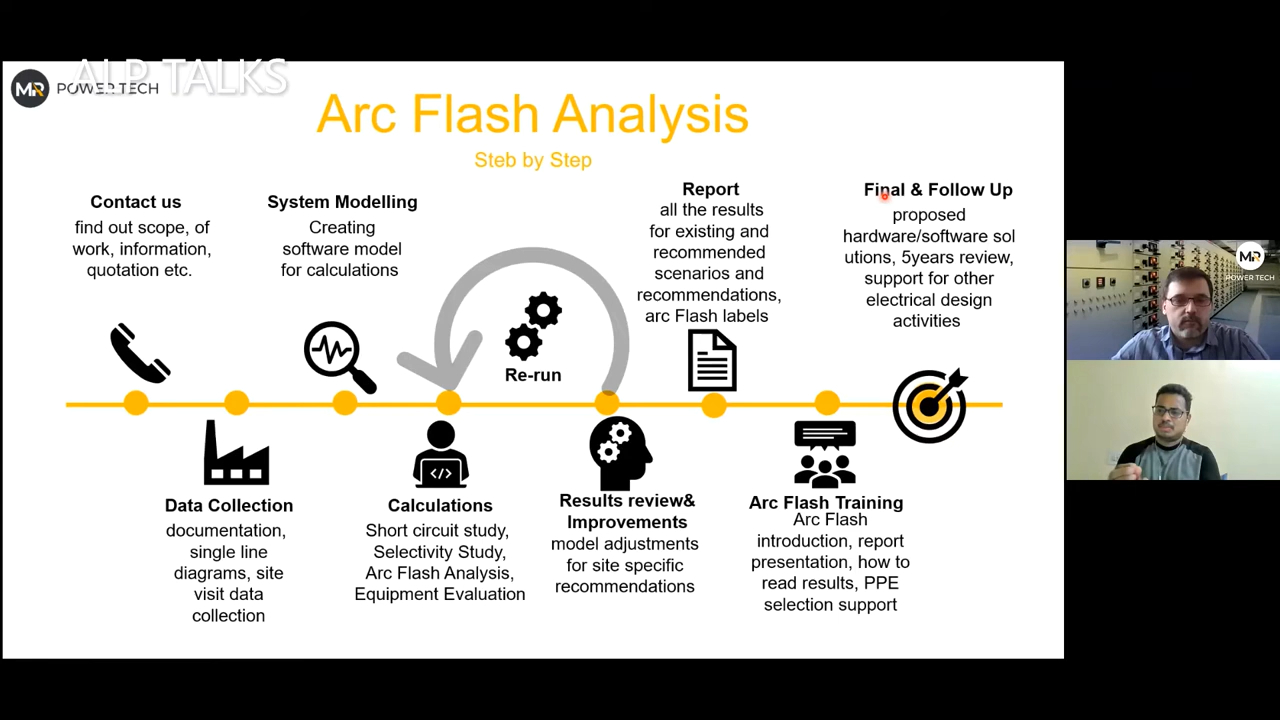 ALP TALKS
MR POWER TECH
Arc Flash Analysis
Steb by Step
Contact us
find out scope, of
work, information,
quotation etc.
System Modelling
Creating
software model
for calculations
Re-run
Report
all the results
for existing and
recommended
scenarios and
recommendations,
arc Flash labels
Final & Follow Up
proposed
hardware/software sol
utions, 5years review,
support for other
electrical design
activities
Data Collection
documentation,
single line
diagrams, site
visit data
collection
Calculations
Short circuit study,
Selectivity Study,
Arc Flash Analysis,
Equipment Evaluation
Results review&
Improvements
model adjustments
for site specific
recommendations
Arc Flash Training
Arc Flash
introduction, report
presentation, how to
read results, PPE
selection support
MR
POWER TECH